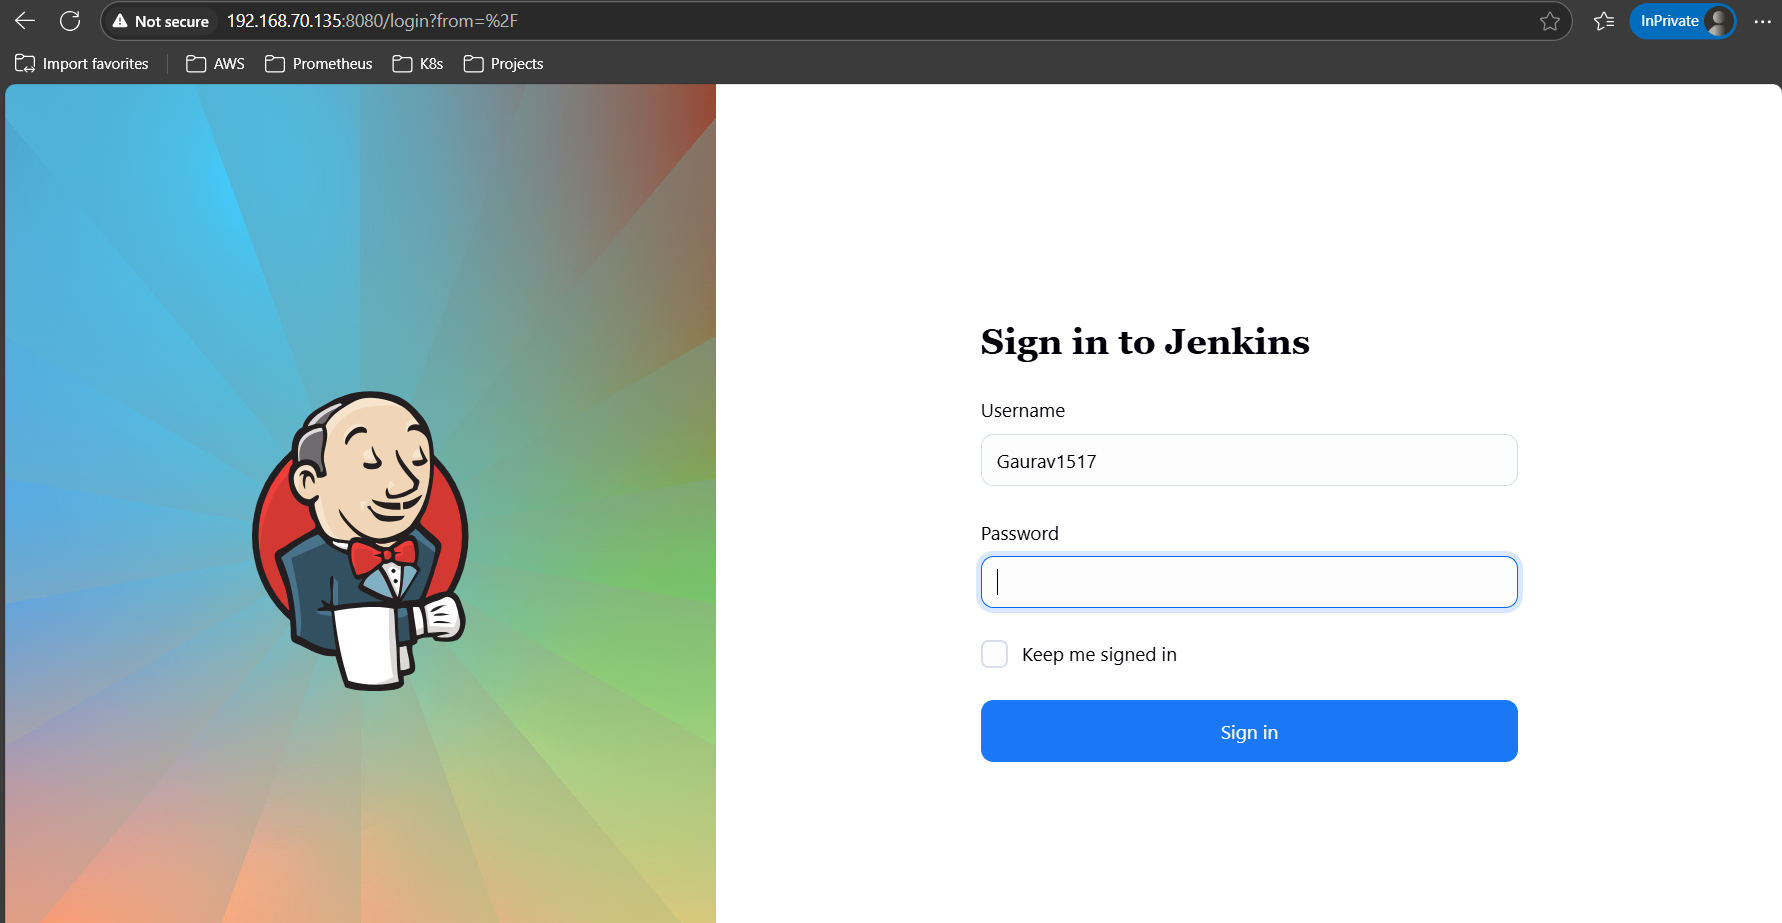 Not secure 192.168.70.135:8080/login?from=%2F InPrivate
Import favorites AWS Prometheus K8s Projects
Sign in to Jenkins
Username
Gaurav1517
Password
Keep me signed in
Sign in